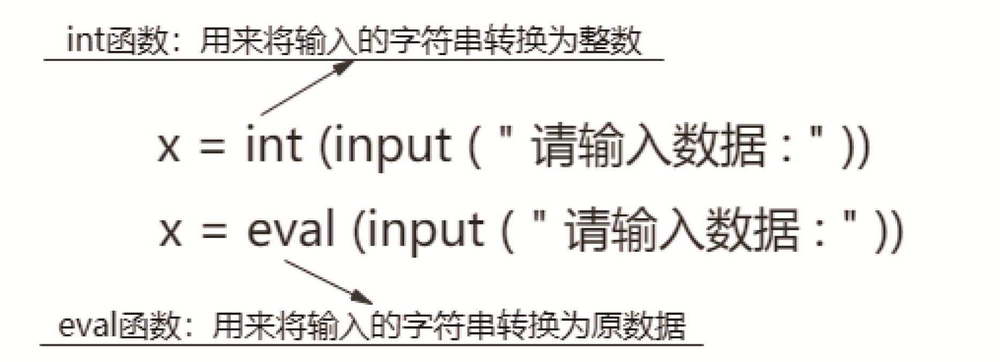 int函数：用来将输入的字符串转换为整数
x = int (input ( " 请输入数据 : " ))
x = eval (input ( " 请输入数据 : " ))
eval函数：用来将输入的字符串转换为原数据